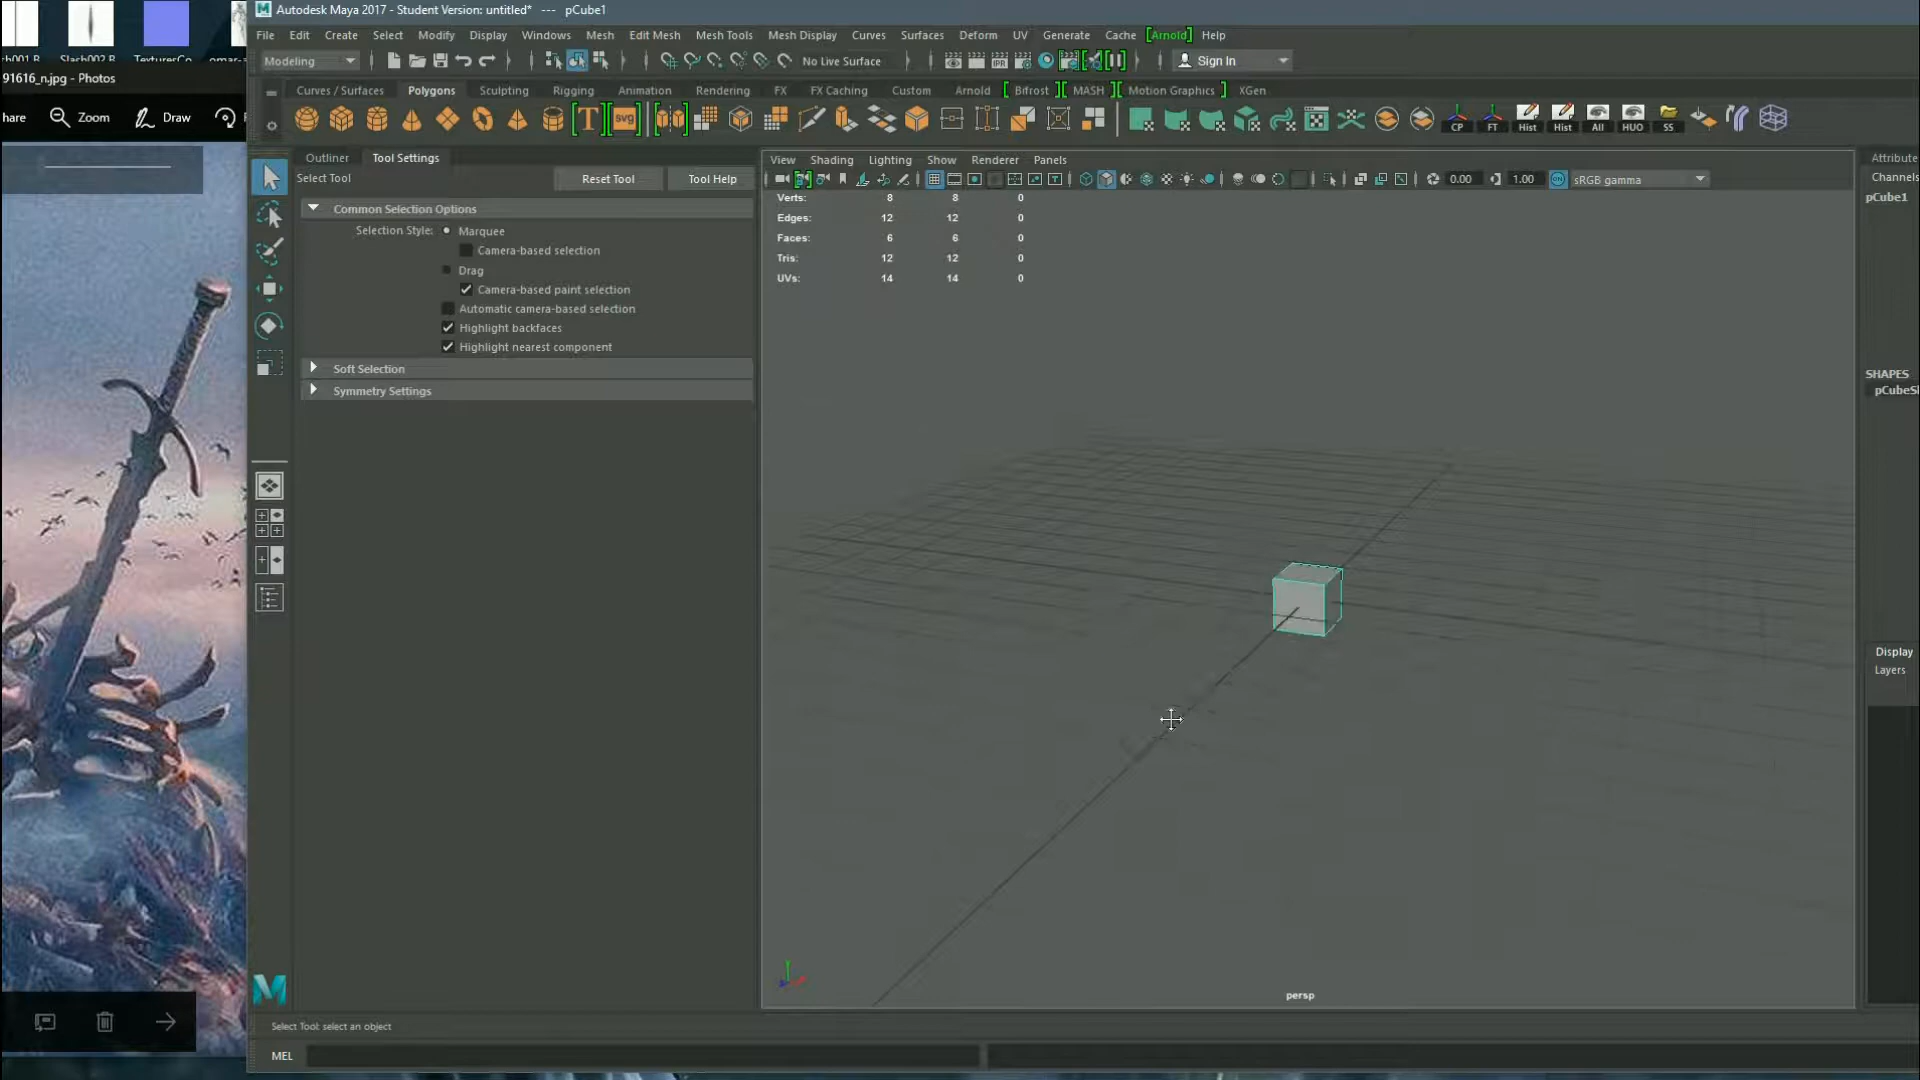 Autodesk Maya 2017 - Student Version: untitled* --- pCube1
Slash002.B
91616_n.jpg - Photos
File Edit Create Select Modify Display Windows Mesh Edit Mesh Mesh Tools Mesh Display Curves Surfaces Deform UV Generate Cache [Arnold] Help
Modeling No Live Surface Sign In
Curves / Surfaces Polygons Sculpting Rigging Animation Rendering FX FX Caching Custom Arnold [ Bifrost ][ MASH ][ Motion Graphics ] XGen
hare Zoom Draw
T svg CP FT Hist Hist All HUO SS
Outliner Tool Settings
Select Tool Reset Tool Tool Help
Common Selection Options
Selection Style: Marquee
Camera-based selection
Drag
Camera-based paint selection
Automatic camera-based selection
Highlight backfaces
Highlight nearest component
Soft Selection
Symmetry Settings
View Shading Lighting Show Renderer Panels
0.00 1.00 sRGB gamma
Verts: 8 8 0
Edges: 12 12 0
Faces: 6 6 0
Tris: 12 12 0
UVs: 14 14 0
persp
Attribute
Channels
pCube1
SHAPES
pCubeS
Display
Layers
Select Tool: select an object
MEL